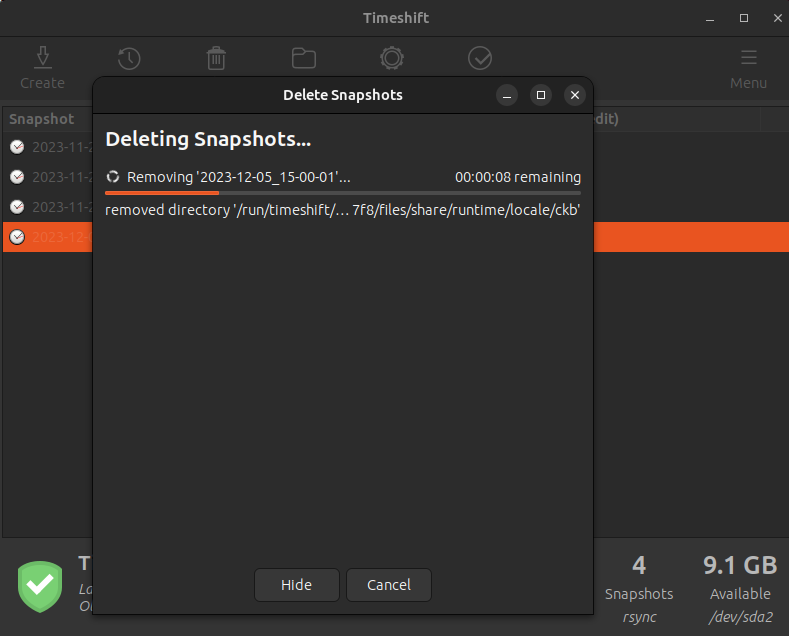 Timeshift
Create
Menu
Delete Snapshots
Snapshot
edit)
Deleting Snapshots...
2023-11-2
Removing '2023-12-05_15-00-01'...
00:00:08 remaining
2023-11-2
removed directory '/run/timeshift/... 7f8/files/share/runtime/locale/ckb'
2023-11-2
2023-12-
Hide
Cancel
T
La
4
Snapshots
rsync
9.1 GB
Available
/dev/sda2